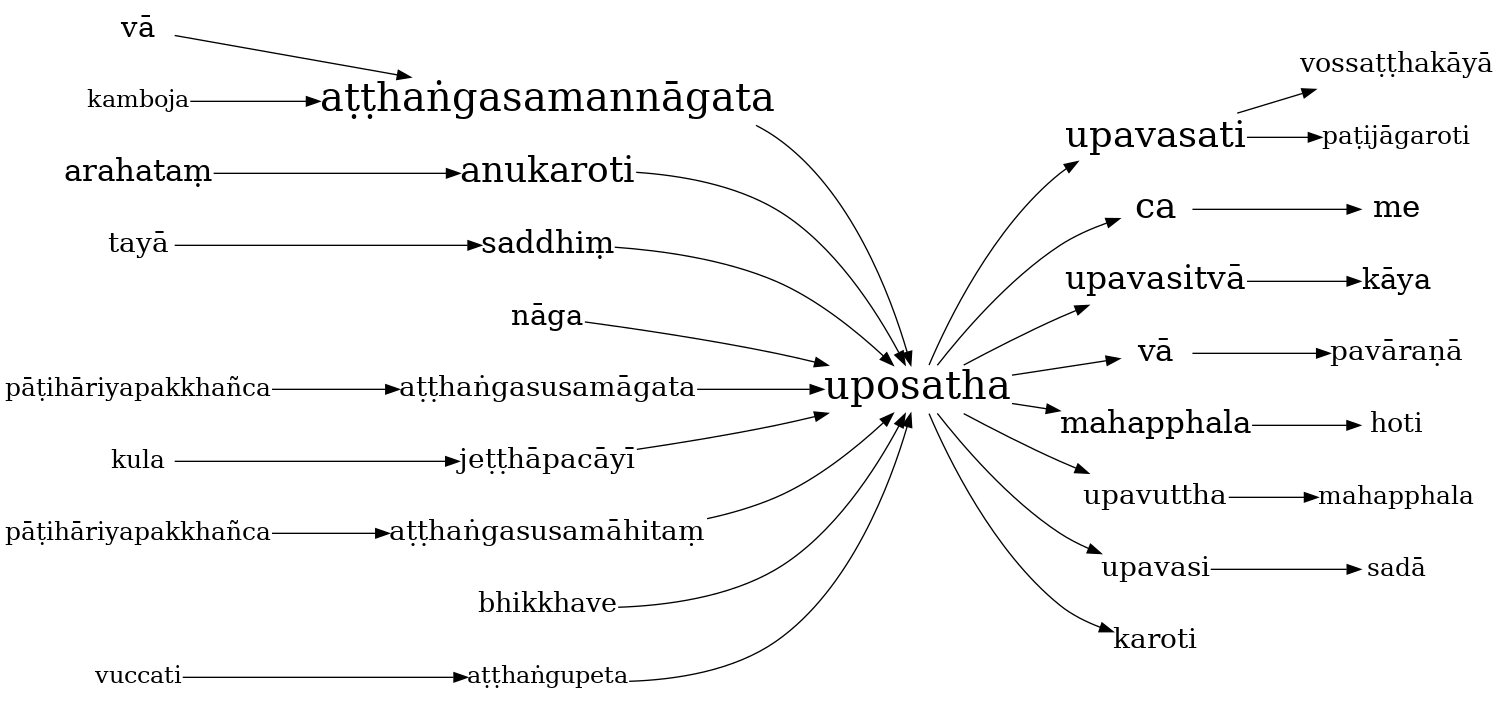 vā
kamboja
aṭṭhaṅgasamannāgata
arahataṃ
anukaroti
tayā
saddhiṃ
nāga
pāṭihāriyapakkhañca
aṭṭhaṅgasusamāgata
kula
jeṭṭhāpacāyī
pāṭihāriyapakkhañca
aṭṭhaṅgasusamāhitaṃ
bhikkhave
vuccati
aṭṭhaṅgupeta
uposatha
upavasati
vossaṭṭhakāyā
paṭijāgaroti
ca
me
upavasitvā
kāya
vā
pavāraṇā
mahapphala
hoti
upavuttha
mahapphala
upavasi
sadā
karoti